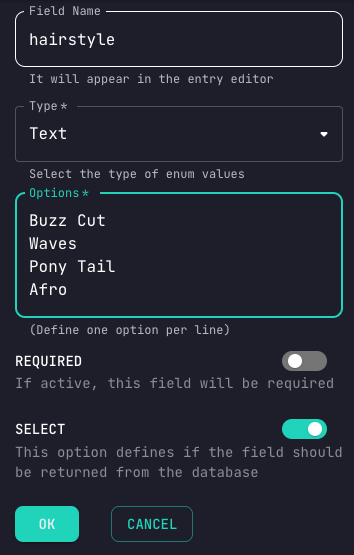 Field Name
hairstyle
It will appear in the entry editor
Type*
Text
Select the type of enum values
Options*
Buzz Cut
Waves
Pony Tail
Afro
(Define one option per line)
REQUIRED
If active, this field will be required
SELECT
This option defines if the field should
be returned from the database
OK
CANCEL